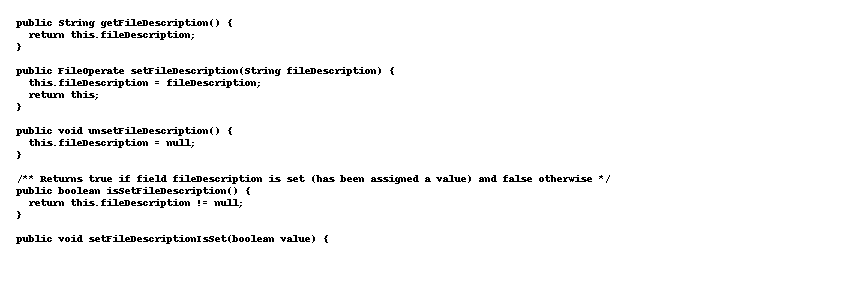 public String getFileDescription() {
  return this.fileDescription;
}

public FileOperate setFileDescription(String fileDescription) {
  this.fileDescription = fileDescription;
  return this;
}

public void unsetFileDescription() {
  this.fileDescription = null;
}

/** Returns true if field fileDescription is set (has been assigned a value) and false otherwise */
public boolean isSetFileDescription() {
  return this.fileDescription != null;
}

public void setFileDescriptionIsSet(boolean value) {